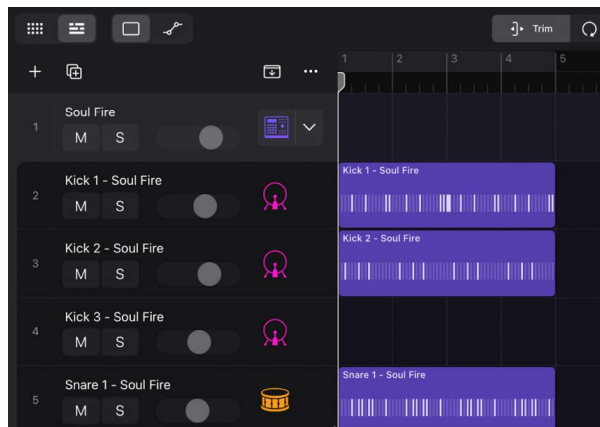 Trim
1 2 3 4 5
1
Soul Fire
M S
2
Kick 1 - Soul Fire
M S
Kick 1 - Soul Fire
3
Kick 2 - Soul Fire
M S
Kick 2 - Soul Fire
4
Kick 3 - Soul Fire
M S
5
Snare 1 - Soul Fire
M S
Snare 1 - Soul Fire